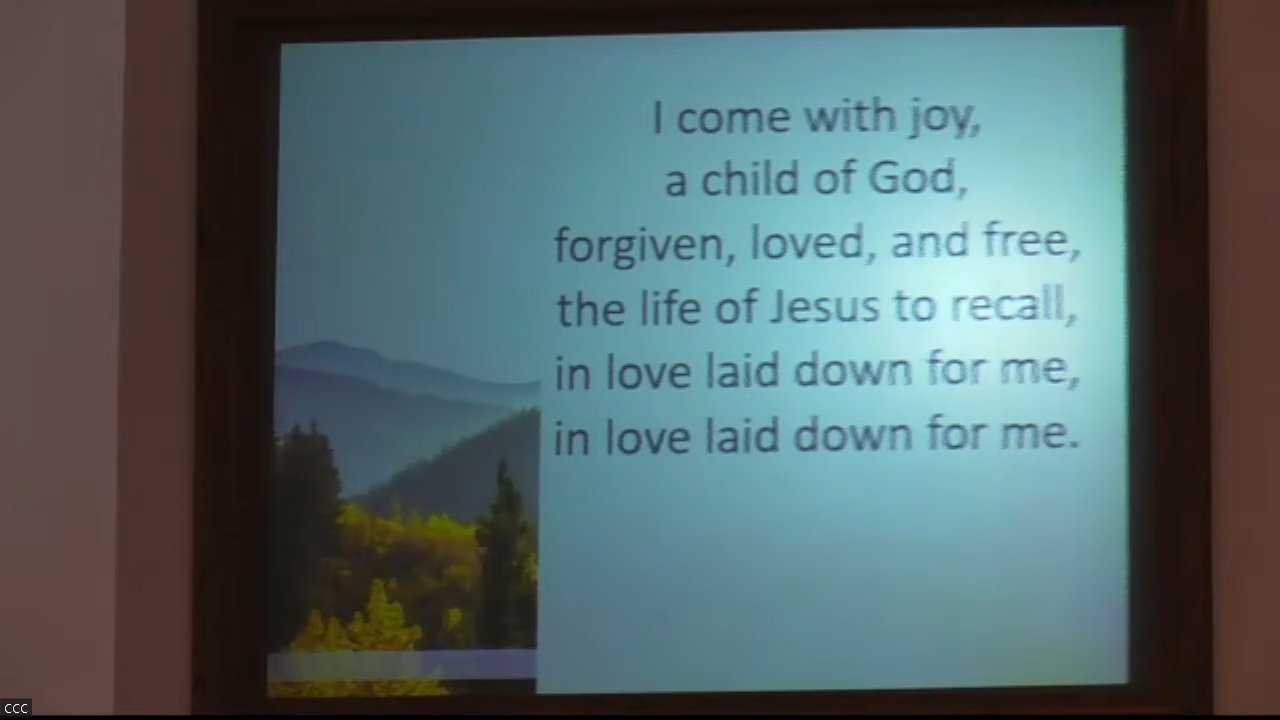 I come with joy,
a child of God,
forgiven, loved, and free,
the life of Jesus to recall,
in love laid down for me,
in love laid down for me.
ccc